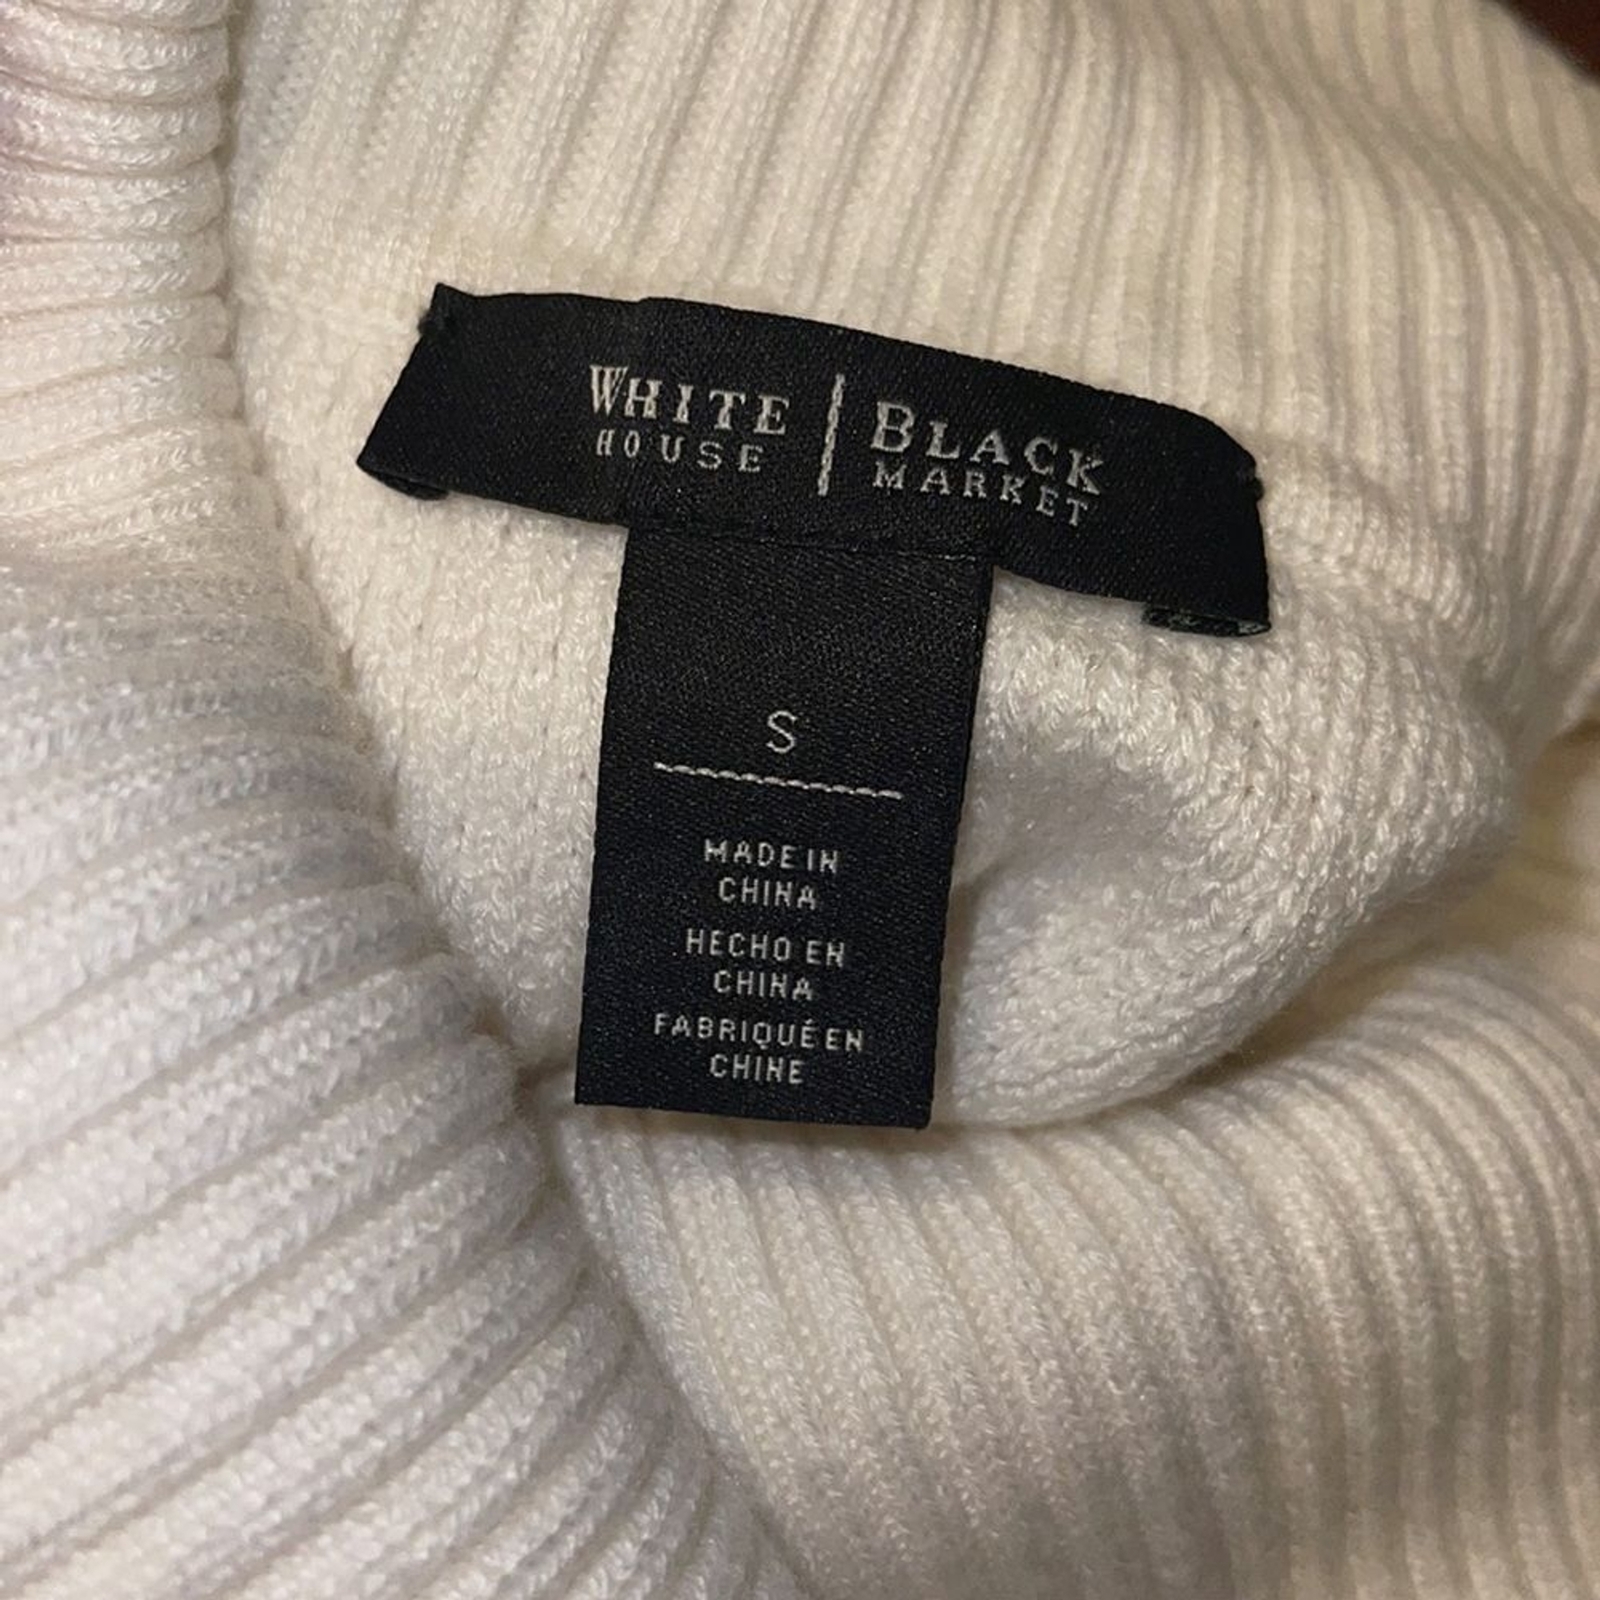 WHITE | BLACK
HOUSE | MARKET
S
MADE IN
CHINA
HECHO EN
CHINA
FABRIQUÉ EN
CHINE